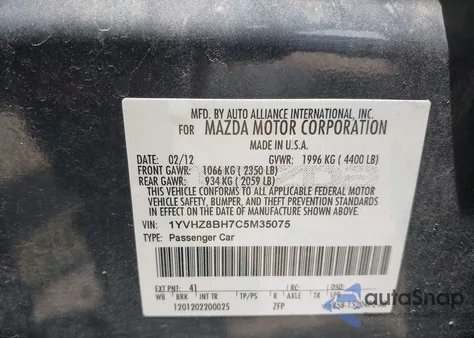 MFD. BY AUTO ALLIANCE INTERNATIONAL, INC.
FOR MAZDA MOTOR CORPORATION
MADE IN U.S.A.
DATE: 02/12 GVWR: 1996 KG (4400 LB)
FRONT GAWR: 1066 KG (2350 LB)
REAR GAWR: 934 KG (2059 LB)
THIS VEHICLE CONFORMS TO ALL APPLICABLE FEDERAL MOTOR
VEHICLE SAFETY, BUMPER, AND THEFT PREVENTION STANDARDS
IN EFFECT ON THE DATE OF MANUFACTURE SHOWN ABOVE.
VIN: 1YVHZ8BH7C5M35075
TYPE: Passenger Car
EXT PNT: 41 RC: DSO:
WB BRK INT TR TP/PS R AXLE TR
1201202200025 ZFP
autoSnap
www.autosnap.com